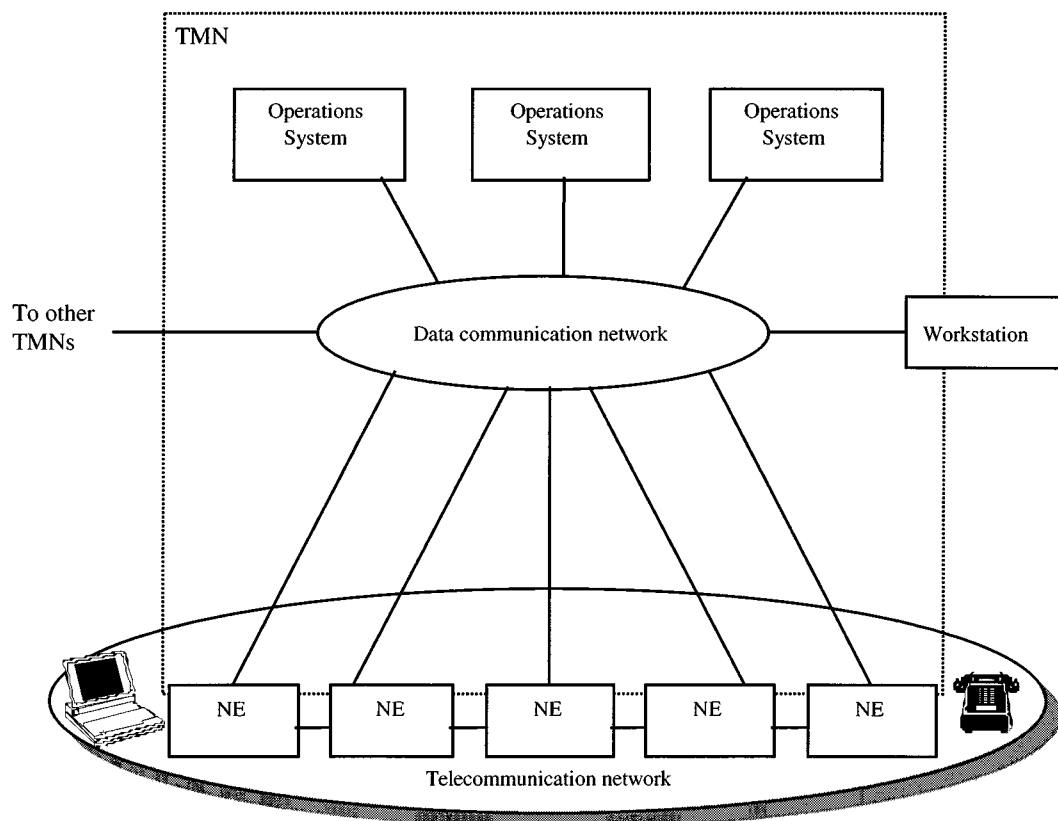 TMN
Operations
System
Operations
System
Operations
System
To other
TMNs
Data communication network
Workstation
NE
NE
NE
NE
NE
Telecommunication network